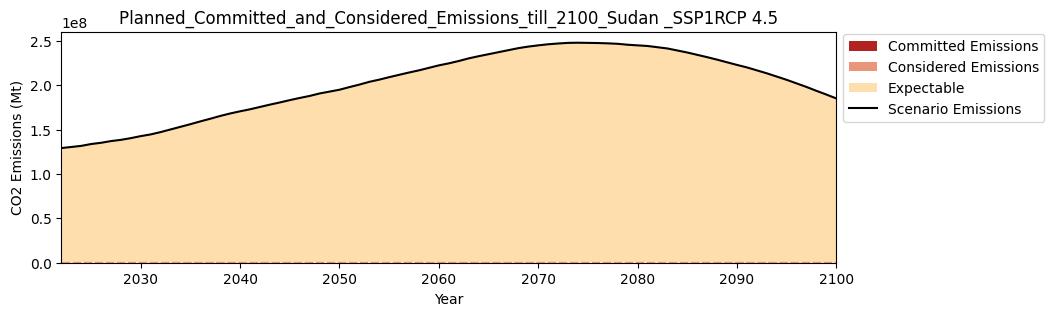 Planned_Committed_and_Considered_Emissions_till_2100_Sudan _SSP1RCP 4.5
1e8
2.5
2.0
1.5
1.0
0.5
0.0
CO2 Emissions (Mt)
2030 2040 2050 2060 2070 2080 2090 2100
Year
Committed Emissions
Considered Emissions
Expectable
Scenario Emissions